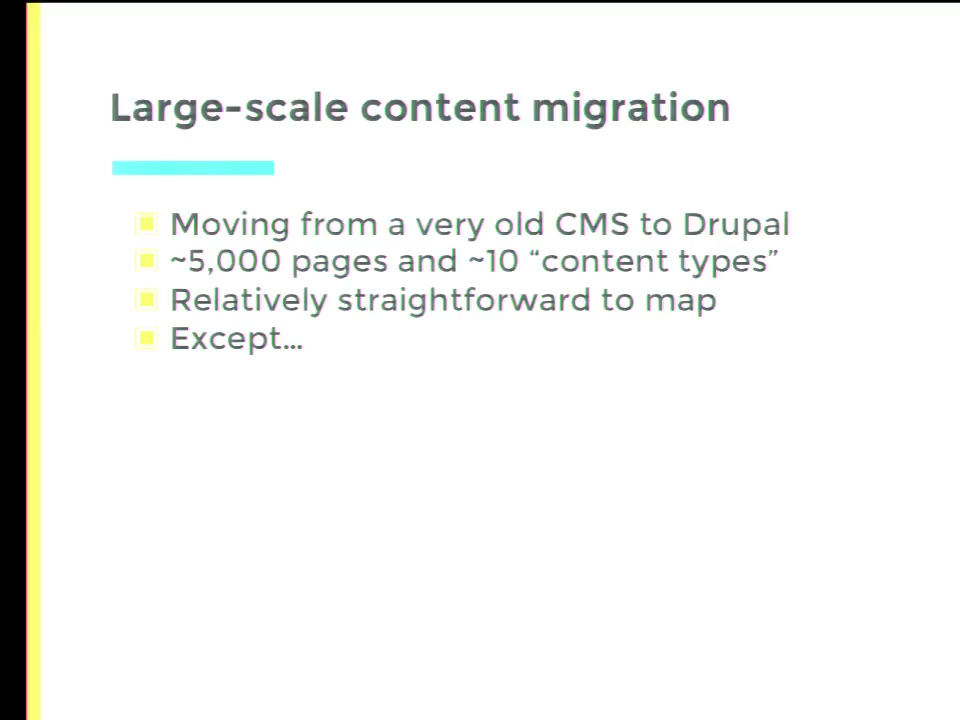 Large-scale content migration
Moving from a very old CMS to Drupal
~5,000 pages and ~10 “content types”
Relatively straightforward to map
Except...